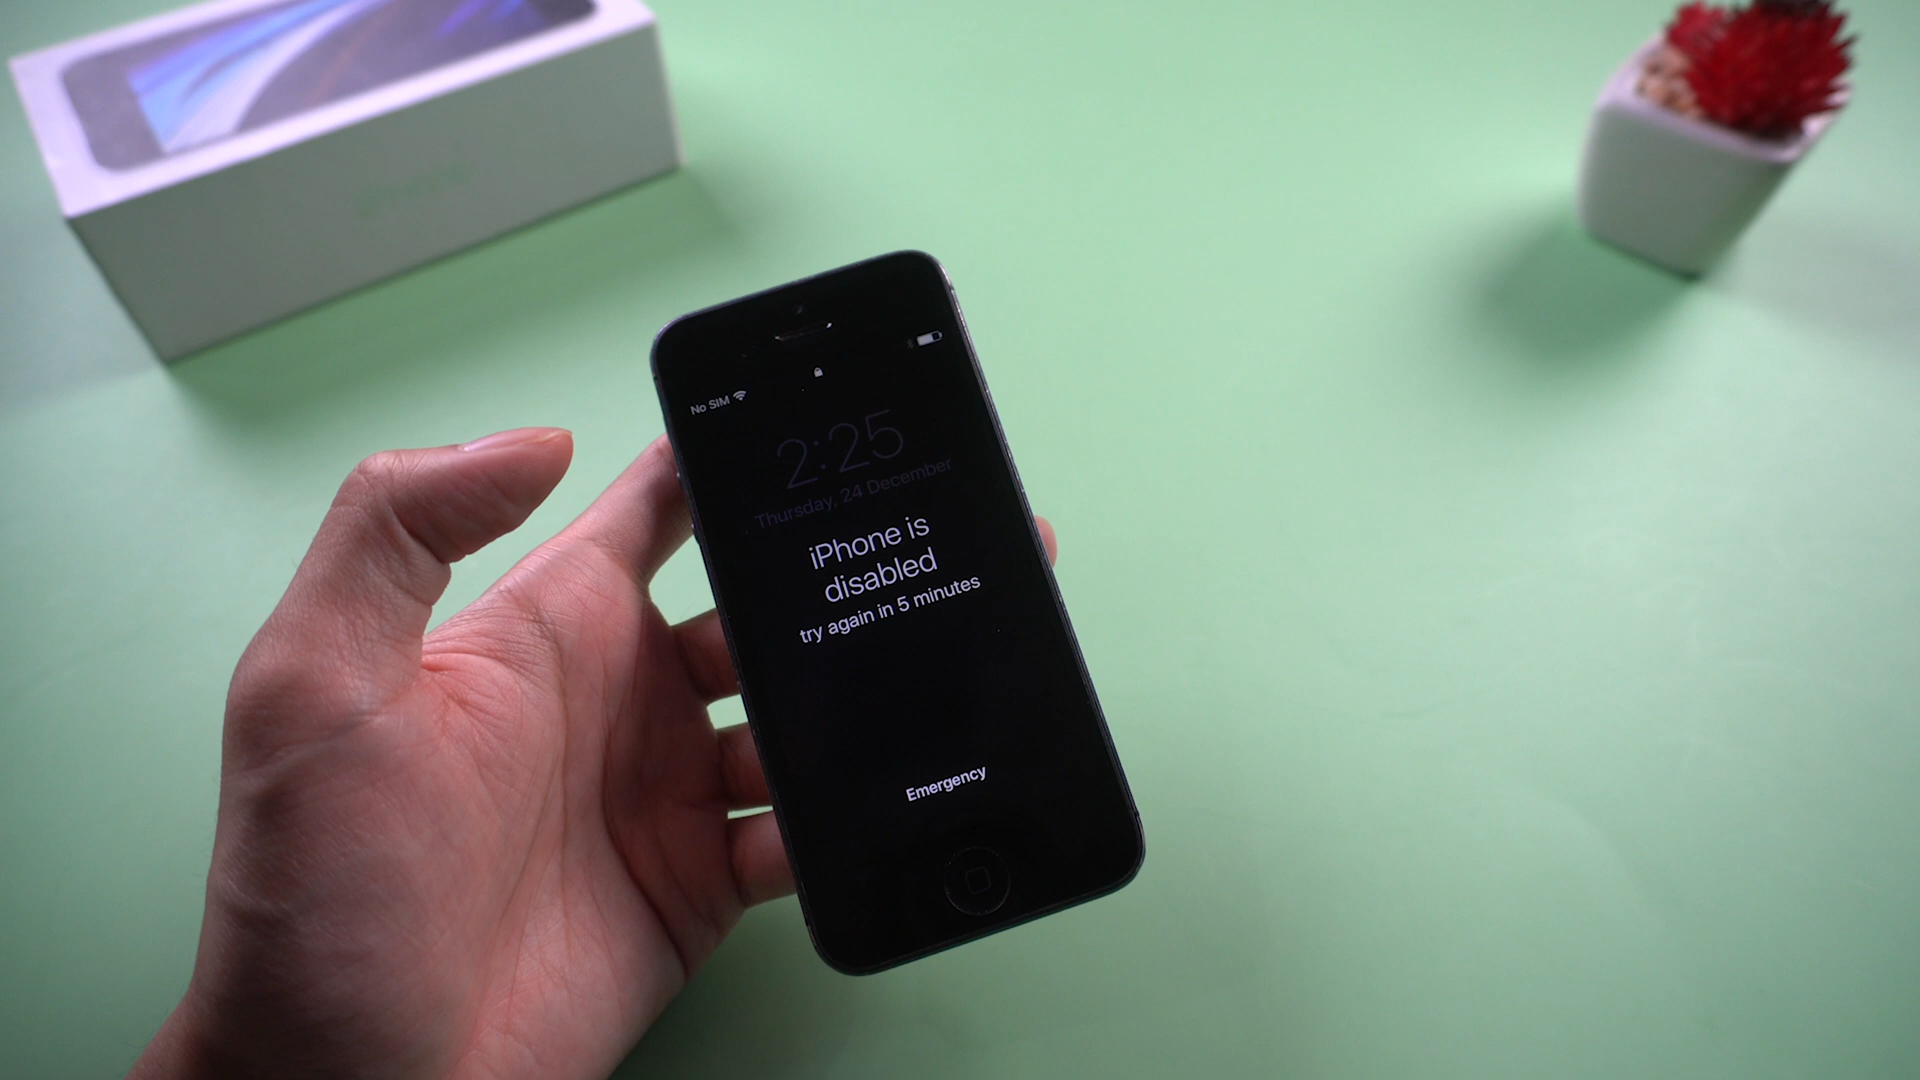 No SIM
2:25
Thursday, 24 December
iPhone is
disabled
try again in 5 minutes
Emergency